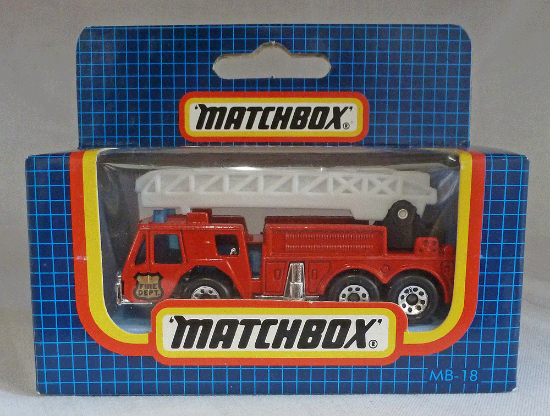 "MATCHBOX"®
FIRE
DEPT.
"MATCHBOX"®
MB-18